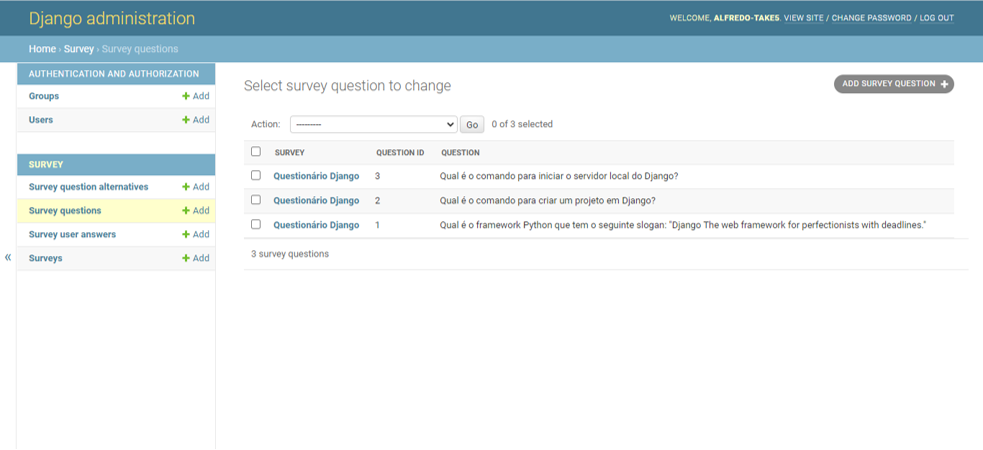 Django administration
WELCOME, ALFREDO-TAKES. VIEW SITE / CHANGE PASSWORD / LOG OUT
Home › Survey › Survey questions
AUTHENTICATION AND AUTHORIZATION
Groups + Add
Users + Add
SURVEY
Survey question alternatives + Add
Survey questions + Add
Survey user answers + Add
Surveys + Add
«
Select survey question to change
ADD SURVEY QUESTION +
Action: --------- Go 0 of 3 selected
SURVEY QUESTION ID QUESTION
Questionário Django 3 Qual é o comando para iniciar o servidor local do Django?
Questionário Django 2 Qual é o comando para criar um projeto em Django?
Questionário Django 1 Qual é o framework Python que tem o seguinte slogan: "Django The web framework for perfectionists with deadlines."
3 survey questions